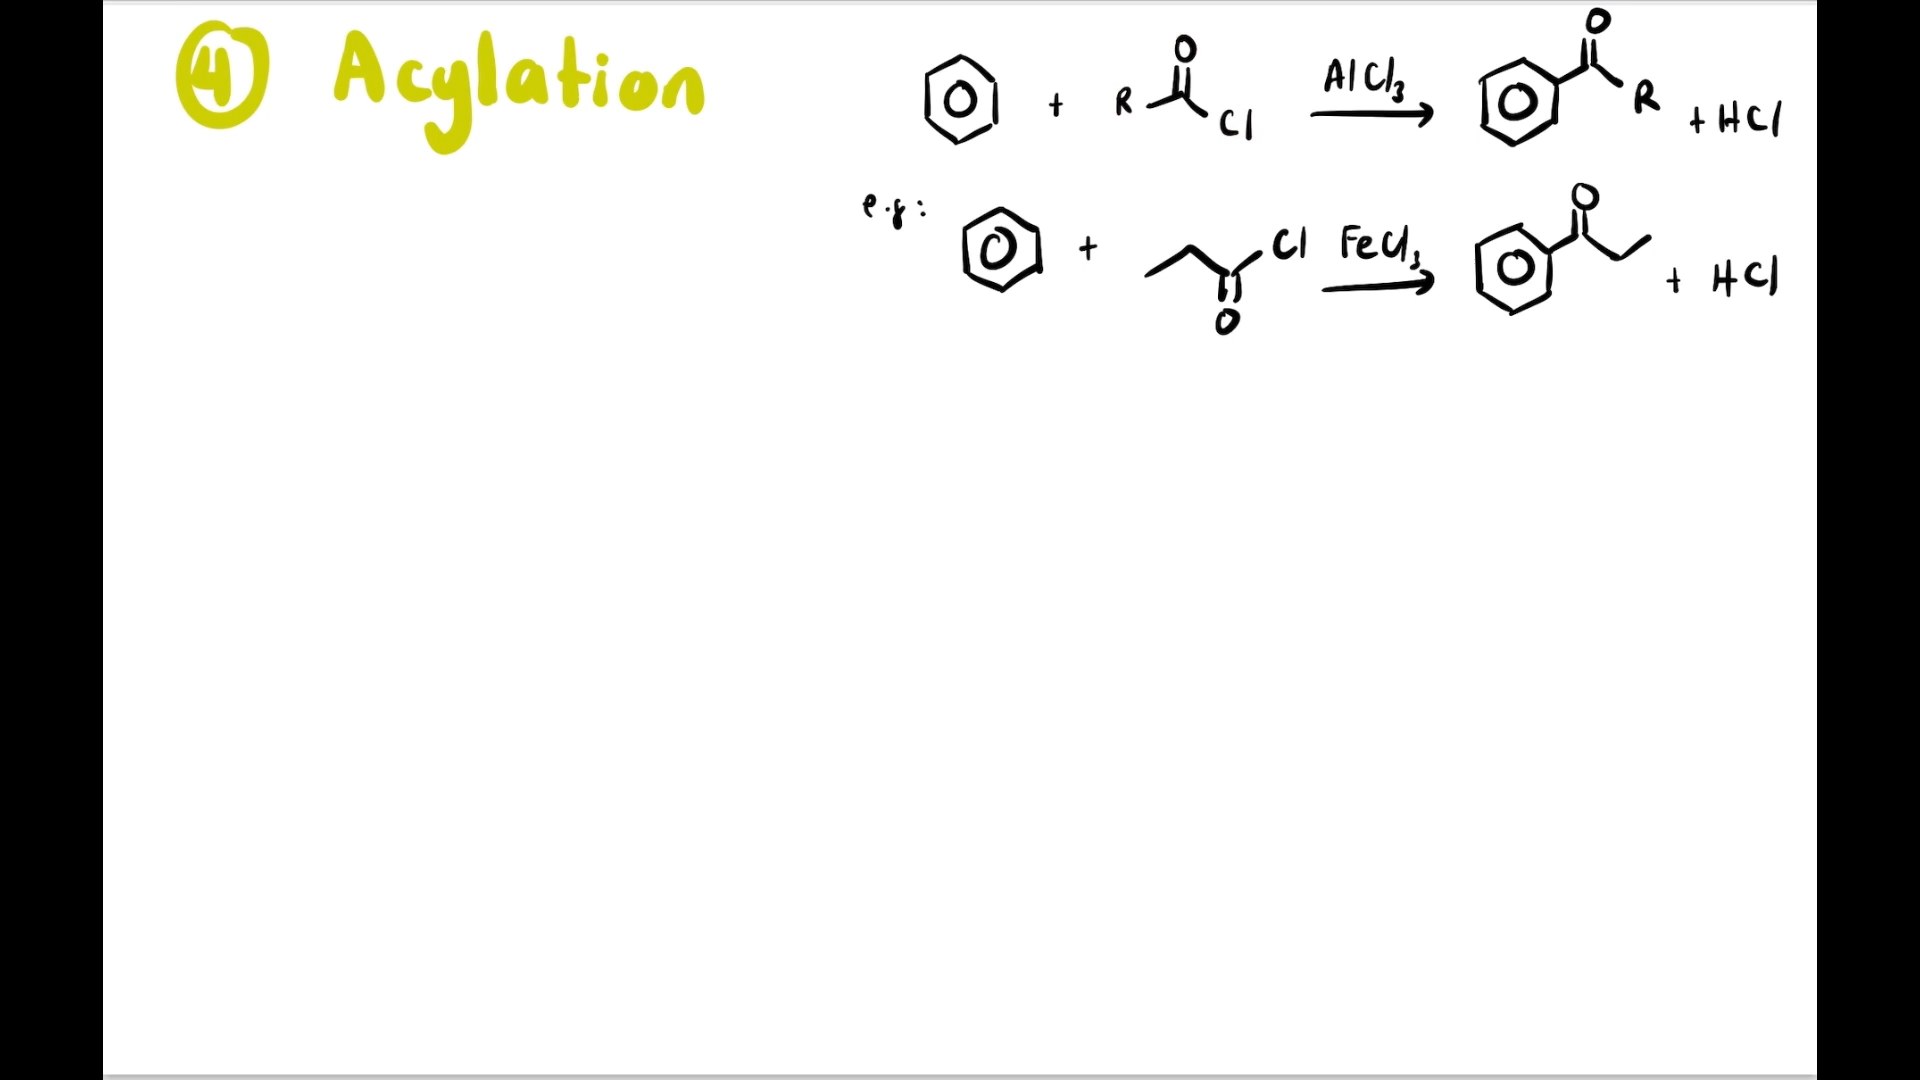 ④ Acylation
+ R O Cl AlCl₃ O R + HCl
e.g: + Cl O FeCl₃ O + HCl